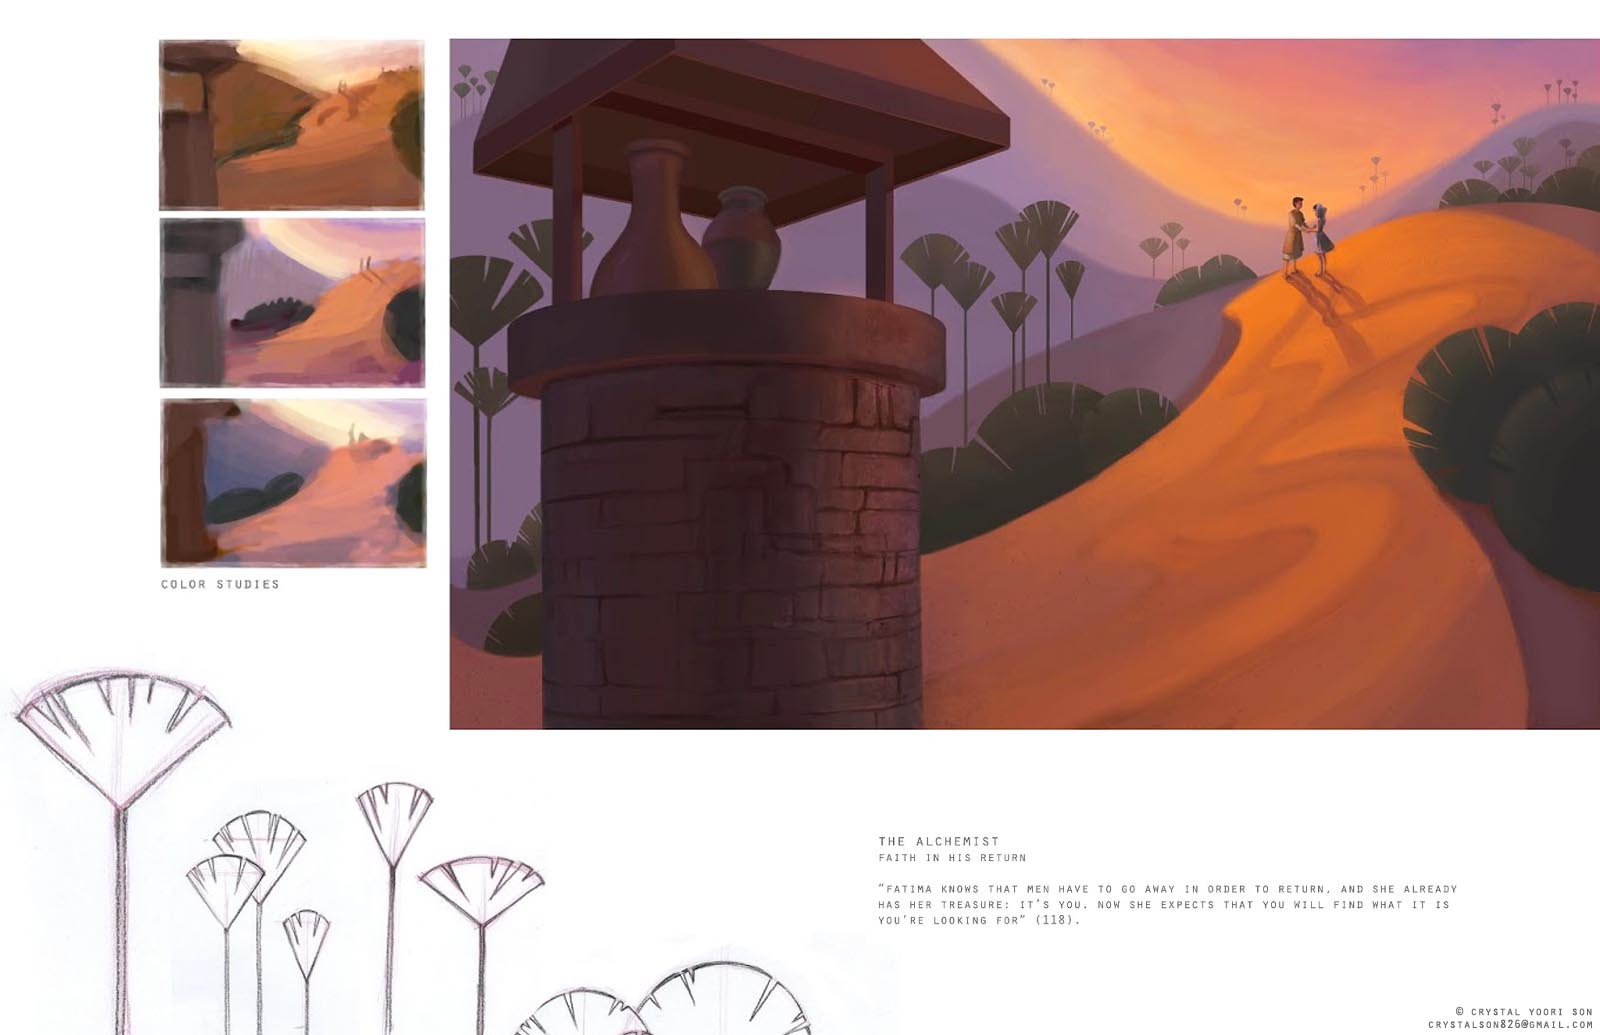 COLOR STUDIES
THE ALCHEMIST
FAITH IN HIS RETURN
"FATIMA KNOWS THAT MEN HAVE TO GO AWAY IN ORDER TO RETURN, AND SHE ALREADY
HAS HER TREASURE: IT'S YOU. NOW SHE EXPECTS THAT YOU WILL FIND WHAT IT IS
YOU'RE LOOKING FOR" (118).
© CRYSTAL YOORI SON
CRYSTALSON826@GMAIL.COM